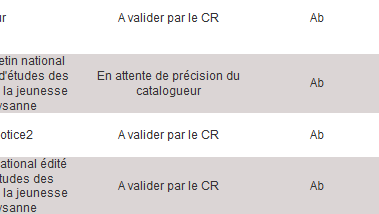 A valider par le CR Ab
etin national
d'études des
la jeunesse
ysanne
En attente de précision du
catalogueur
Ab
otice2 A valider par le CR Ab
ational édité
tudes des
la jeunesse
ysanne
A valider par le CR
Ab